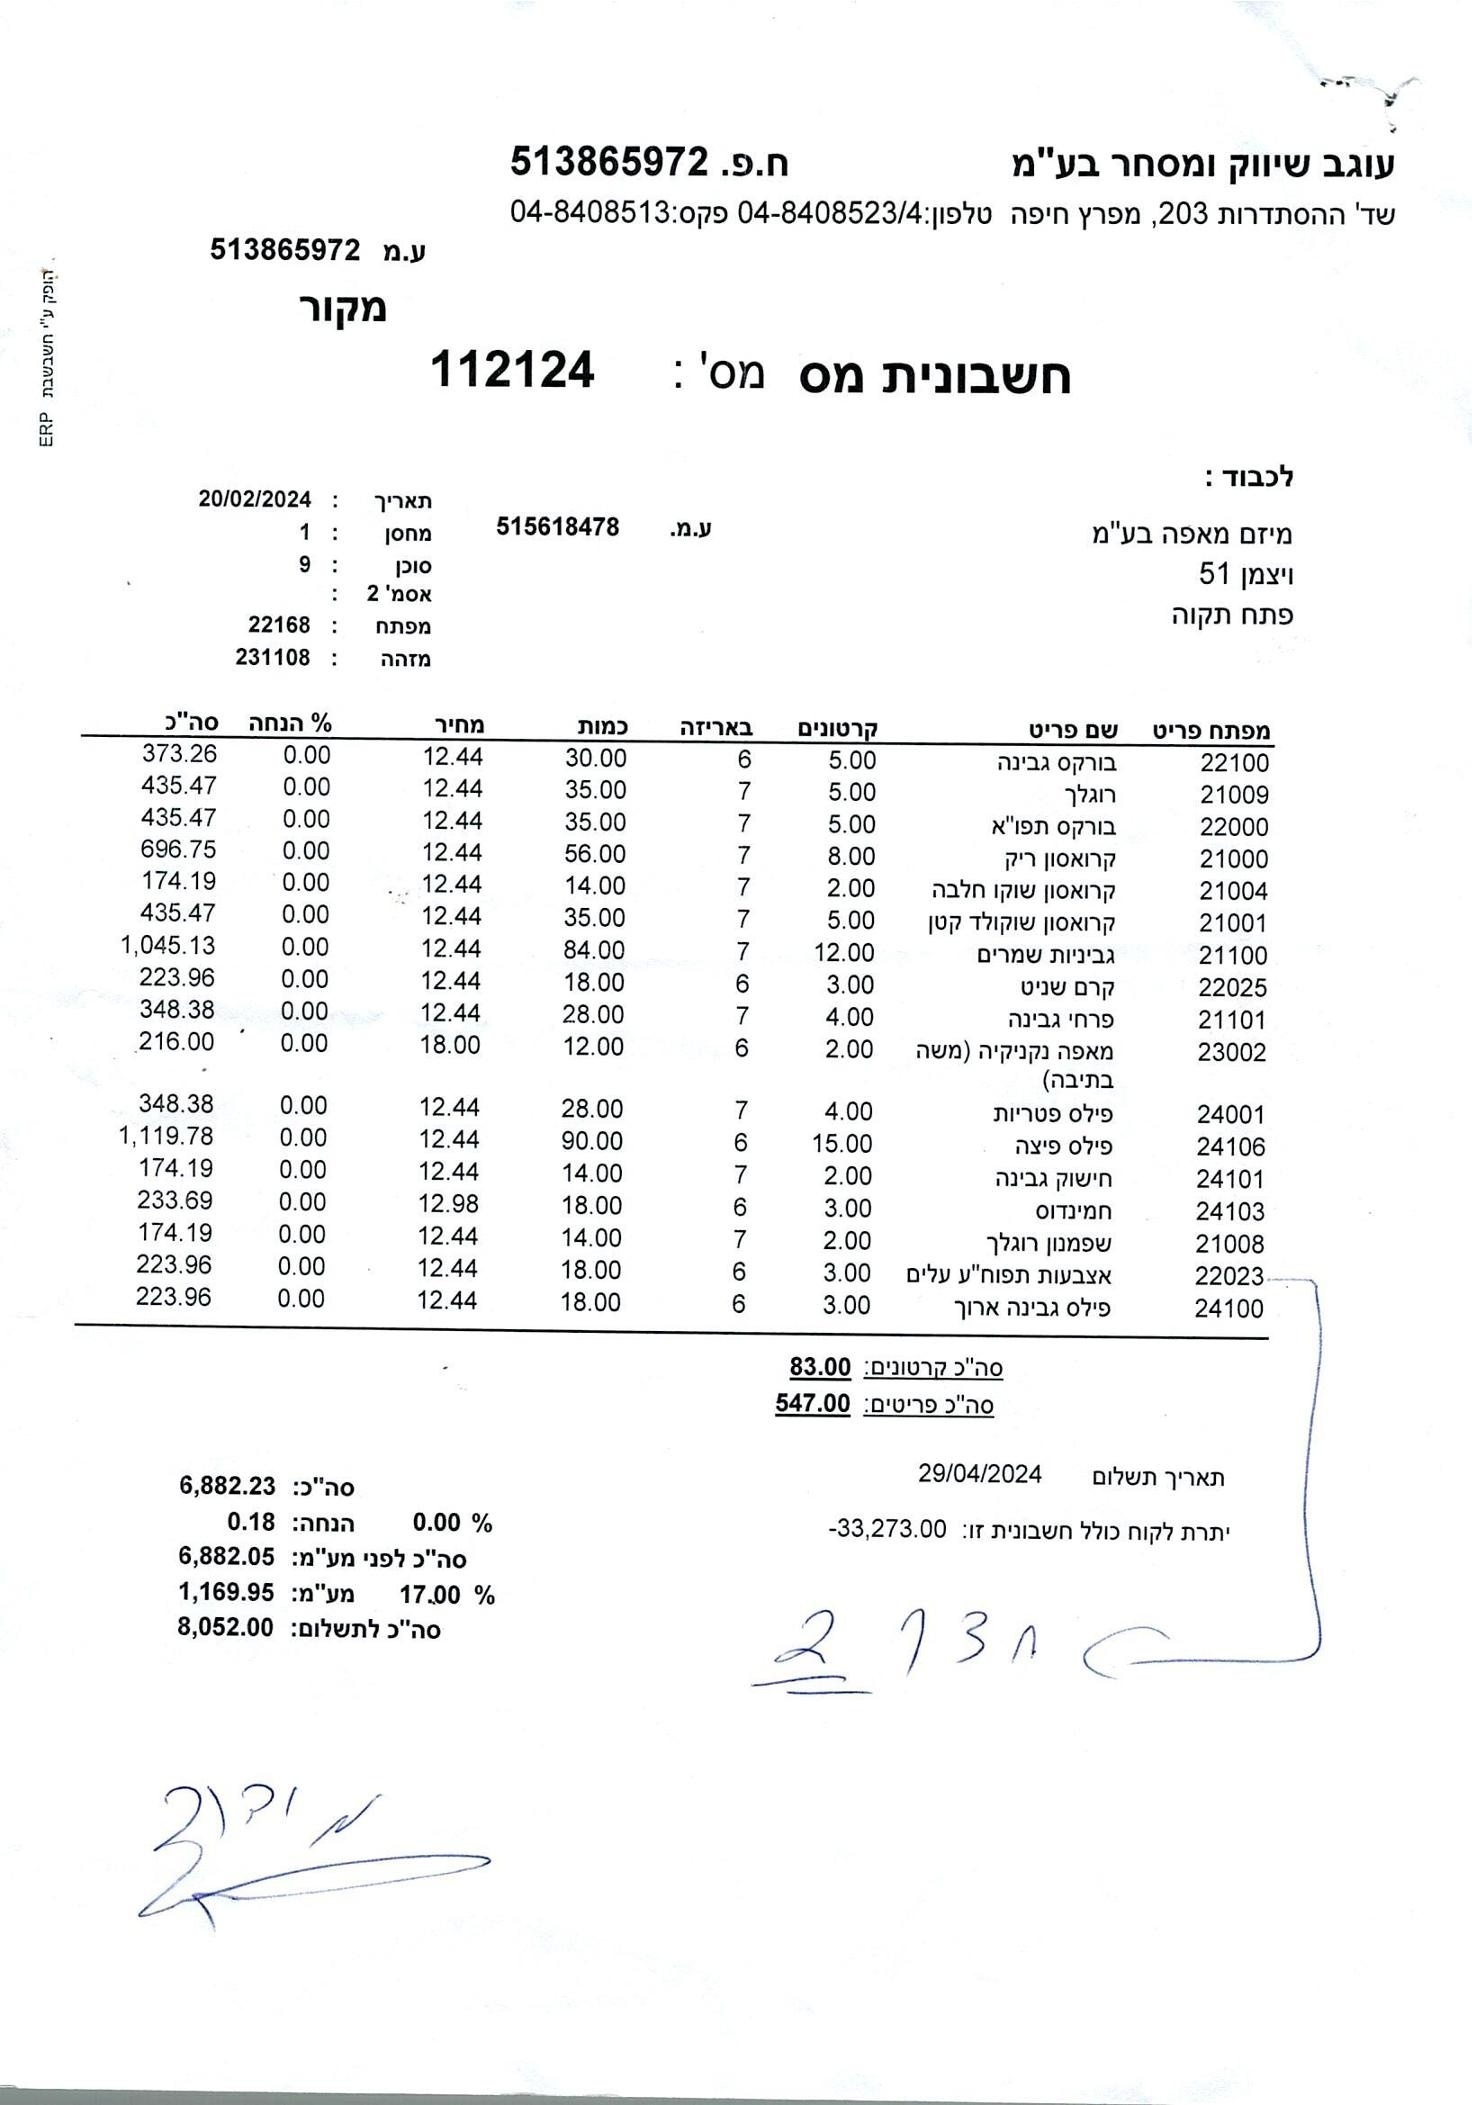 עוגב שיווק ומסחר בע"מ ח.פ. 513865972
שד' ההסתדרות 203, מפרץ חיפה טלפון:04-8408523/4 פקס:04-8408513
ע.מ 513865972
מקור
חשבונית מס מס' : 112124
הופק ע"י חשבשבת ERP
לכבוד :
מיזם מאפה בע"מ ע.מ. 515618478
ויצמן 51
פתח תקוה
תאריך : 20/02/2024
מחסן : 1
סוכן : 9
אסמ' 2 :
מפתח : 22168
מזהה : 231108
מפתח פריט שם פריט קרטונים באריזה כמות מחיר % הנחה סה"כ
22100 בורקס גבינה 5.00 6 30.00 12.44 0.00 373.26
21009 רוגלך 5.00 7 35.00 12.44 0.00 435.47
22000 בורקס תפו"א 5.00 7 35.00 12.44 0.00 435.47
21000 קרואסון ריק 8.00 7 56.00 12.44 0.00 696.75
21004 קרואסון שוקו חלבה 2.00 7 14.00 12.44 0.00 174.19
21001 קרואסון שוקולד קטן 5.00 7 35.00 12.44 0.00 435.47
21100 גביניות שמרים 12.00 7 84.00 12.44 0.00 1,045.13
22025 קרם שניט 3.00 6 18.00 12.44 0.00 223.96
21101 פרחי גבינה 4.00 7 28.00 12.44 0.00 348.38
23002 מאפה נקניקיה (משה 2.00 6 12.00 18.00 0.00 216.00
בתיבה)
24001 פילס פטריות 4.00 7 28.00 12.44 0.00 348.38
24106 פילס פיצה 15.00 6 90.00 12.44 0.00 1,119.78
24101 חישוק גבינה 2.00 7 14.00 12.44 0.00 174.19
24103 חמינדוס 3.00 6 18.00 12.98 0.00 233.69
21008 שפמנון רוגלך 2.00 7 14.00 12.44 0.00 174.19
22023 אצבעות תפוח"ע עלים 3.00 6 18.00 12.44 0.00 223.96
24100 פילס גבינה ארוך 3.00 6 18.00 12.44 0.00 223.96
סה"כ קרטונים: 83.00
סה"כ פריטים: 547.00
תאריך תשלום 29/04/2024
יתרת לקוח כולל חשבונית זו: -33,273.00
סה"כ: 6,882.23
% 0.00 הנחה: 0.18
סה"כ לפני מע"מ: 6,882.05
% 17.00 מע"מ: 1,169.95
סה"כ לתשלום: 8,052.00
2